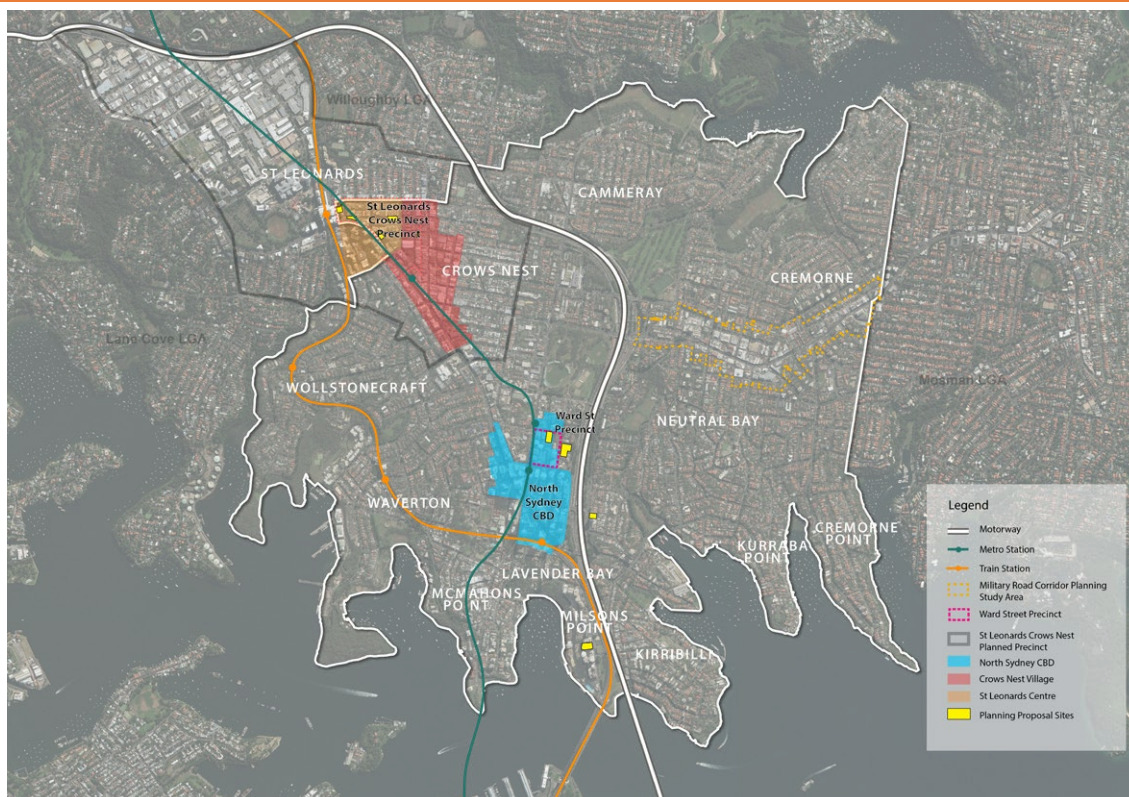 Willoughby LGA
ST LEONARDS
CAMMERAY
St Leonards
Crows Nest
Precinct
CROWS NEST
CREMORNE
Lane Cove LGA
WOLLSTONECRAFT
Mosman LGA
Ward St
Precinct
NEUTRAL BAY
North
Sydney
CBD
WAVERTON
LAVENDER BAY
MCMAHONS
POINT
MILSONS
POINT
KIRRIBILLI
KURRABA
POINT
CREMORNE
POINT
Legend
Motorway
Metro Station
Train Station
Military Road Corridor Planning
Study Area
Ward Street Precinct
St Leonards Crows Nest
Planned Precinct
North Sydney CBD
Crows Nest Village
St Leonards Centre
Planning Proposal Sites